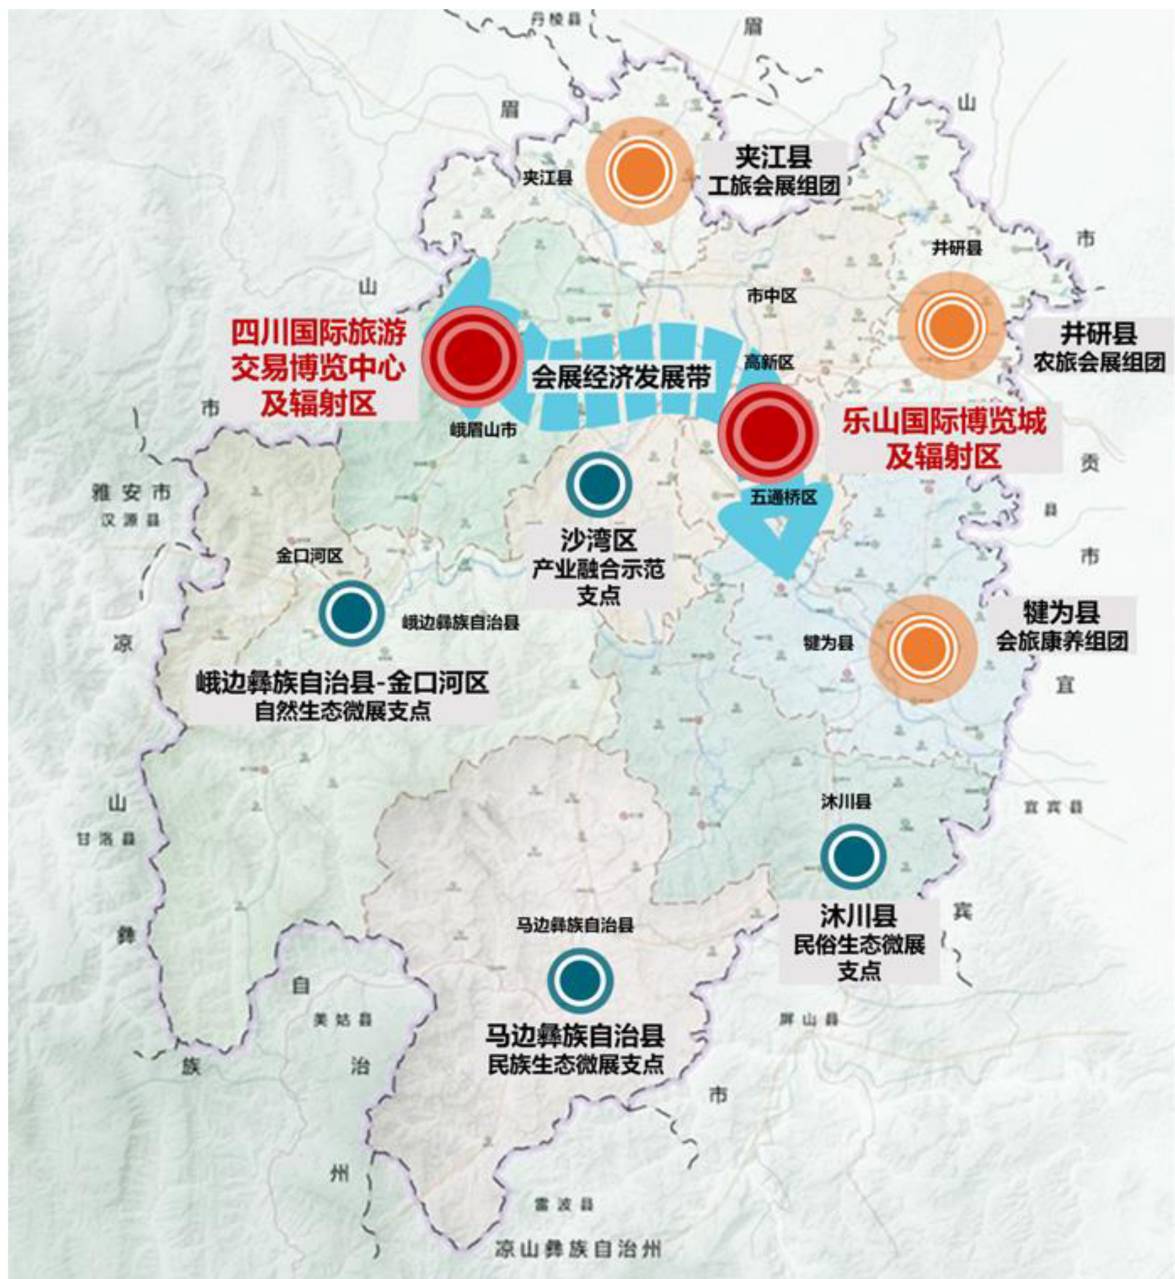 丹棱县
眉
眉
山
夹江县
夹江县
工旅会展组团
井研县
市
山
市中区
四川国际旅游
交易博览中心
及辐射区
井研县
农旅会展组团
高新区
会展经济发展带
市
峨眉山市
乐山国际博览城
及辐射区
贡
雅安市
汉源县
五通桥区
县
沙湾区
产业融合示范
支点
市
金口河区
峨边彝族自治县
凉
犍为县
犍为县
会旅康养组团
宜
峨边彝族自治县-金口河区
自然生态微展支点
山
甘洛县
沐川县
宜宾县
彝
马边彝族自治县
沐川县
民俗生态微展
支点
宾
自
美姑县
马边彝族自治县
民族生态微展支点
屏山县
族
治
市
州
雷波县
凉山彝族自治州